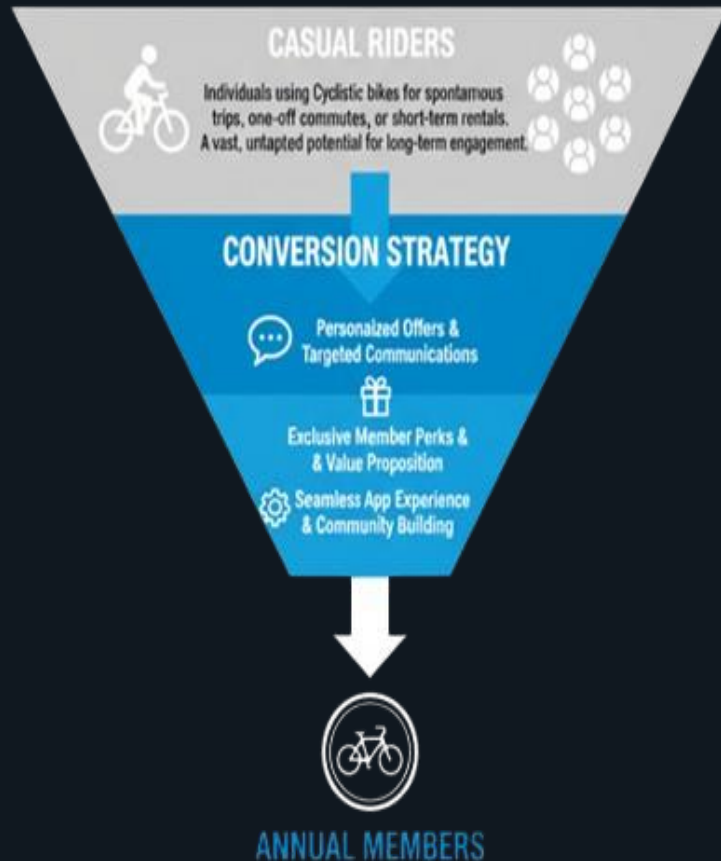 CASUAL RIDERS
Individuals using Cyclistic bikes for spontamous
trips, one-off commutes, or short-term rentals.
A vast, untapped potential for long-term engagement.
CONVERSION STRATEGY
Personaized Offers &
Targeted Communications
Exclusive Member Perks &
& Value Proposition
Seamless App Experience
& Community Building
ANNUAL MEMBERS